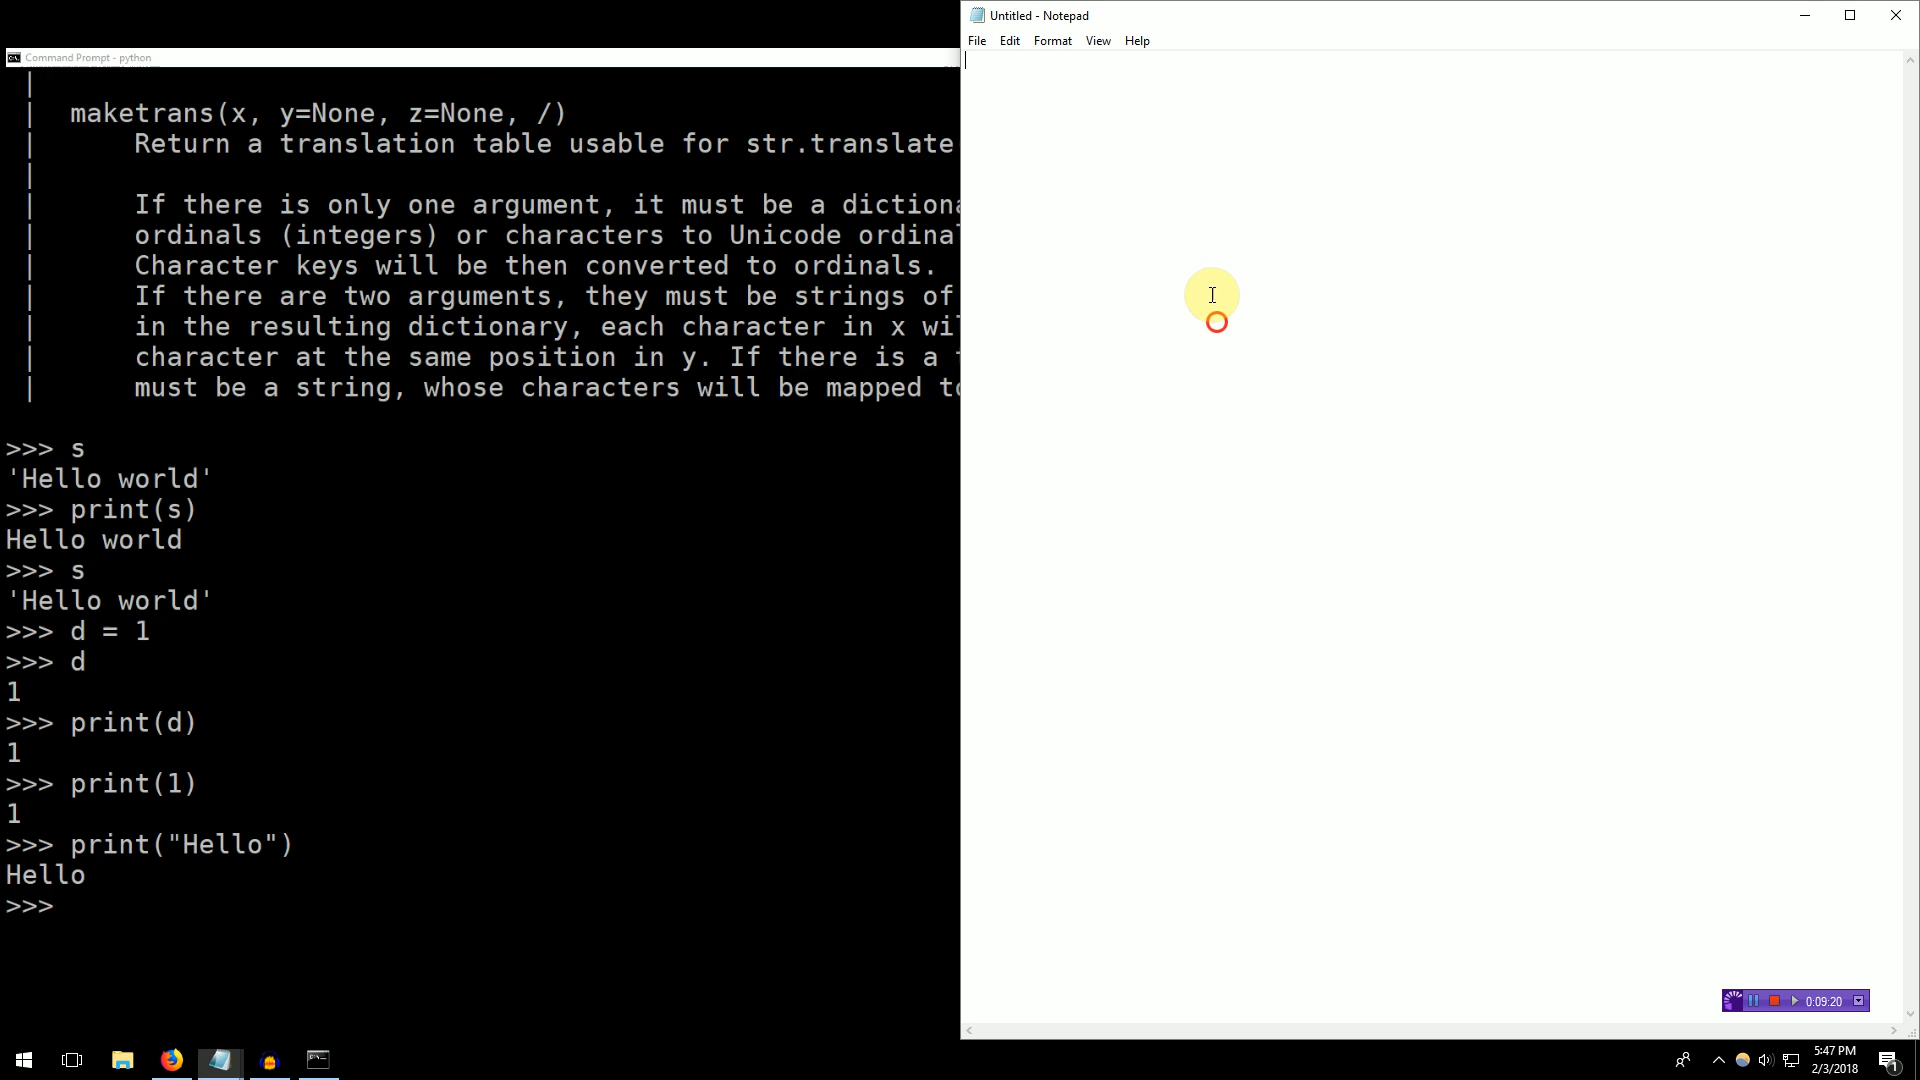 Command Prompt - python
|
| maketrans(x, y=None, z=None, /)
| Return a translation table usable for str.translate
|
| If there is only one argument, it must be a
| ordinals (integers) or characters to Unicode
| Character keys will be then converted to ordinals.
| If there are two arguments, they must be strings of
| in the resulting dictionary, each character in x
| character at the same position in y. If there is a
| must be a string, whose characters will be mapped
>>> s
'Hello world'
>>> print(s)
Hello world
>>> s
'Hello world'
>>> d = 1
>>> d
1
>>> print(d)
1
>>> print(1)
1
>>> print("Hello")
Hello
>>>
Untitled - Notepad
File Edit Format View Help
0:09:20
5:47 PM
2/3/2018
1